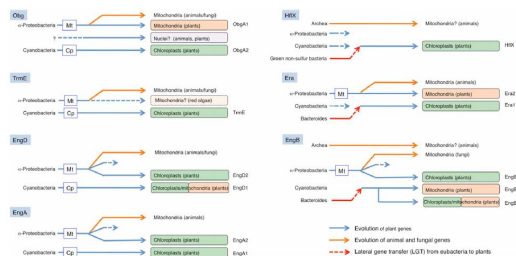 Obg
Mitochondria (animals/fungi)
α-Proteobacteria
Mt
Mitochondria (plants)
ObgA1
?
Nuclei? (animals, plants)
Cyanobacteria
Cp
Chloroplasts (plants)
ObgA2
TrmE
Mitochondria (animals/fungi)
α-Proteobacteria
Mt
Mitochondria? (red algae)
Cyanobacteria
Cp
Chloroplasts (plants)
TrmE
EngD
Mitochondria (animals/fungi)
α-Proteobacteria
Mt
Chloroplasts (plants)
EngD2
Cyanobacteria
Cp
Chloroplasts/mitochondria (plants)
EngD1
EngA
Mitochondria (animals)
α-Proteobacteria
Mt
Chloroplasts (plants)
EngA2
Cyanobacteria
Cp
Chloroplasts (plants)
EngA1
HflX
Archea
Mitochondria? (animals)
α-Proteobacteria
Cyanobacteria
Chloroplasts (plants)
HflX
Green non-sulfur bacteria
Era
Mitochondria (animals)
α-Proteobacteria
Mt
Mitochondria (plants)
Era2
Cyanobacteria
Chloroplasts (plants)
Era1
Bacteroides
EngB
Archea
Mitochondria? (animals)
Mitochondria (fungi)
α-Proteobacteria
Mt
Chloroplasts (plants)
EngB
Cyanobacteria
Mitochondria (plants)
EngB
Bacteroides
Chloroplasts/mitochondria (plants)
EngB
Evolution of plant genes
Evolution of animal and fungal genes
Lateral gene transfer (LGT) from eubacteria to plants